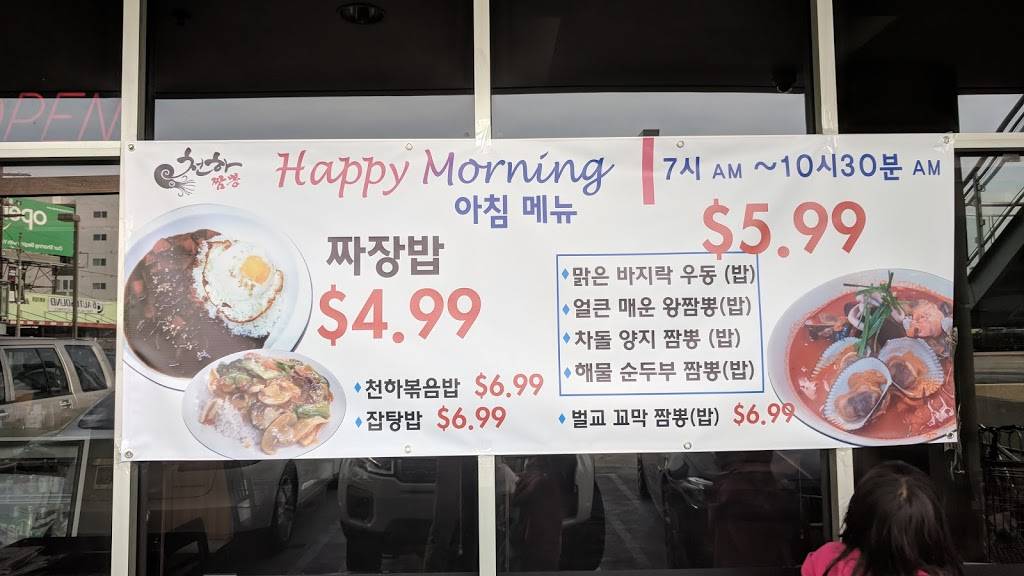 OPEN
천하
짬뽕
Happy Morning
아침 메뉴
7시 AM ~10시30분 AM
짜장밥
$4.99
$5.99
맑은 바지락 우동 (밥)
얼큰 매운 왕짬뽕(밥)
차돌 양지 짬뽕 (밥)
해물 순두부 짬뽕(밥)
천하볶음밥 $6.99
잡탕밥 $6.99
벌교 꼬막 짬뽕(밥) $6.99